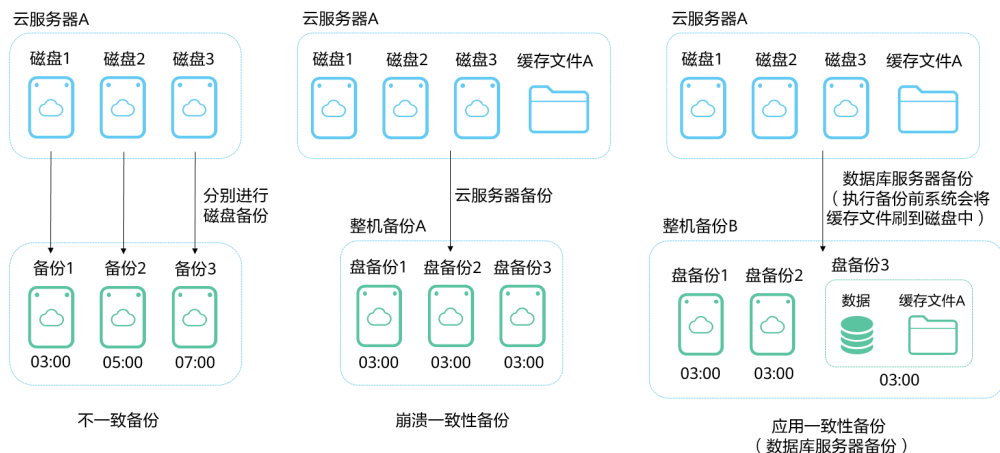 云服务器A
磁盘1 磁盘2 磁盘3
分别进行
磁盘备份
备份1 备份2 备份3
03:00 05:00 07:00
不一致备份
云服务器A
磁盘1 磁盘2 磁盘3 缓存文件A
云服务器备份
整机备份A
盘备份1 盘备份2 盘备份3
03:00 03:00 03:00
崩溃一致性备份
云服务器A
磁盘1 磁盘2 磁盘3 缓存文件A
数据库服务器备份
（执行备份前系统会将
缓存文件刷到磁盘中）
整机备份B
盘备份1 盘备份2 盘备份3
数据 缓存文件A
03:00 03:00 03:00
应用一致性备份
（数据库服务器备份）